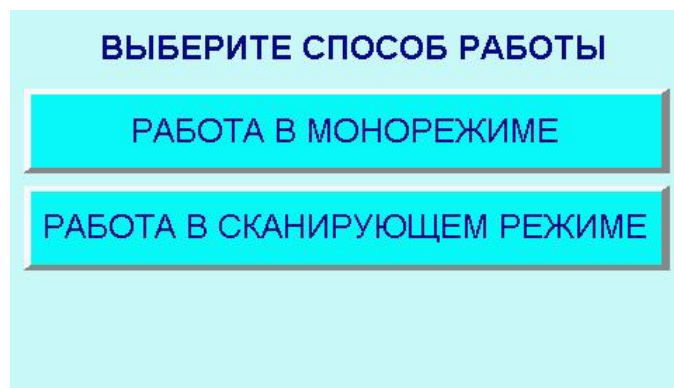 ВЫБЕРИТЕ СПОСОБ РАБОТЫ
РАБОТА В МОНОРЕЖИМЕ
РАБОТА В СКАНИРУЮЩЕМ РЕЖИМЕ